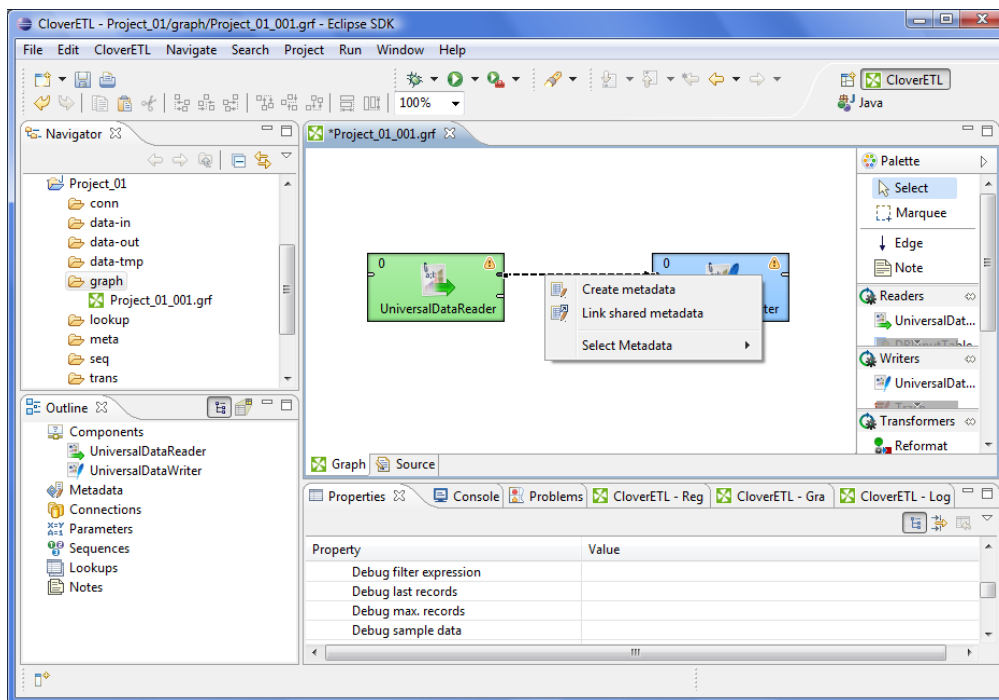 CloverETL - Project_01/graph/Project_01_001.grf - Eclipse SDK
File Edit CloverETL Navigate Search Project Run Window Help
100%
CloverETL
Java
Navigator
Project_01
conn
data-in
data-out
data-tmp
graph
Project_01_001.grf
lookup
meta
seq
trans
Outline
Components
UniversalDataReader
UniversalDataWriter
Metadata
Connections
Parameters
Sequences
Lookups
Notes
*Project_01_001.grf
0
UniversalDataReader
0
ter
Create metadata
Link shared metadata
Select Metadata
Palette
Select
Marquee
Edge
Note
Readers
UniversalDat...
Writers
UniversalDat...
Transformers
Reformat
Graph Source
Properties Console Problems CloverETL - Reg CloverETL - Gra CloverETL - Log
Property Value
Debug filter expression
Debug last records
Debug max. records
Debug sample data